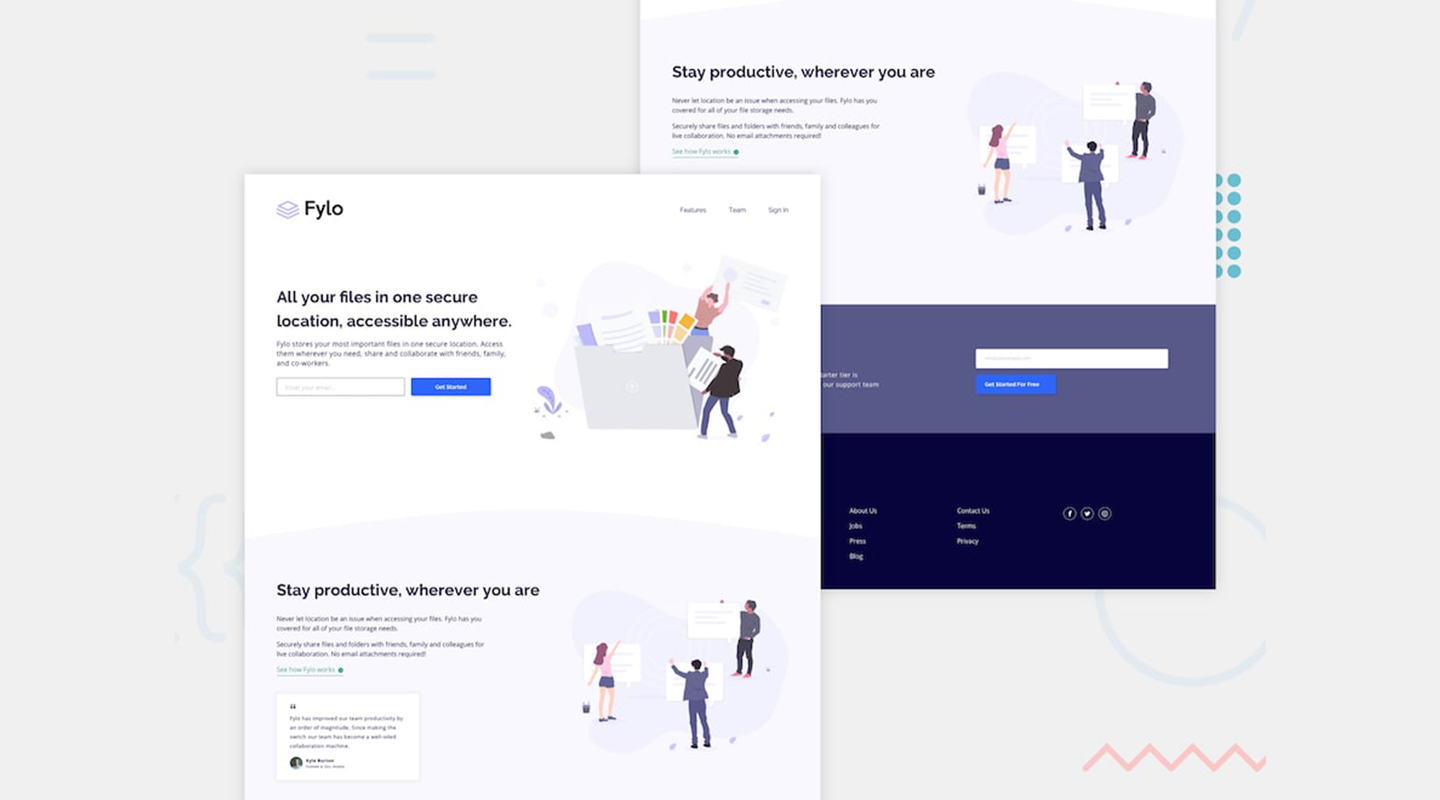 Fylo
Features
Team
Sign In
All your files in one secure
location, accessible anywhere.
Fylo stores your most important files in one secure location. Access
them wherever you need, share and collaborate with friends, family,
and co-workers.
Enter your email...
Get Started
Stay productive, wherever you are
Never let location be an issue when accessing your files. Fylo has you
covered for all of your file storage needs.
Securely share files and folders with friends, family and colleagues for
live collaboration. No email attachments required!
See how Fylo works
“
Fylo has improved our team productivity by
an order of magnitude. Since making the
switch our team has become a well-oiled
collaboration machine.
Kyle Burton
Stay productive, wherever you are
Never let location be an issue when accessing your files. Fylo has you
covered for all of your file storage needs.
Securely share files and folders with friends, family and colleagues for
live collaboration. No email attachments required!
See how Fylo works
tier is
our support team
Get Started For Free
About Us
Jobs
Press
Blog
Contact Us
Terms
Privacy